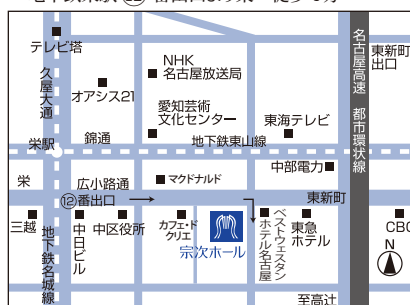 テレビ塔
久屋大通
NHK
名古屋放送局
オアシス21
愛知芸術
文化センター
東海テレビ
名古屋高速 都市環状線
東新町
出口
栄駅
錦通
地下鉄東山線
中部電力
栄
広小路通
マクドナルド
東新町
⑫番出口
三越
地下鉄名城線
中日
ビル
中区役所
カフェ・ド
クリエ
宗次ホール
ベストウェスタン
ホテル名古屋
東急
ホテル
CBC
N
至高辻